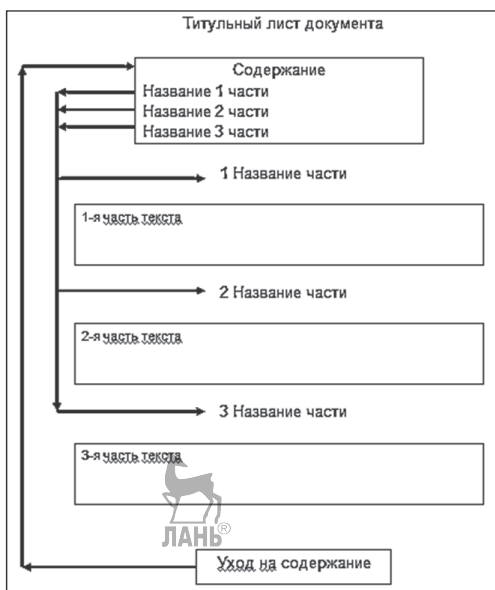 Титульный лист документа
Содержание
Название 1 части
Название 2 части
Название 3 части
1 Название части
1-я часть текста
2 Название части
2-я часть текста
3 Название части
3-я часть текста
ЛАНЬ®
Уход на содержание